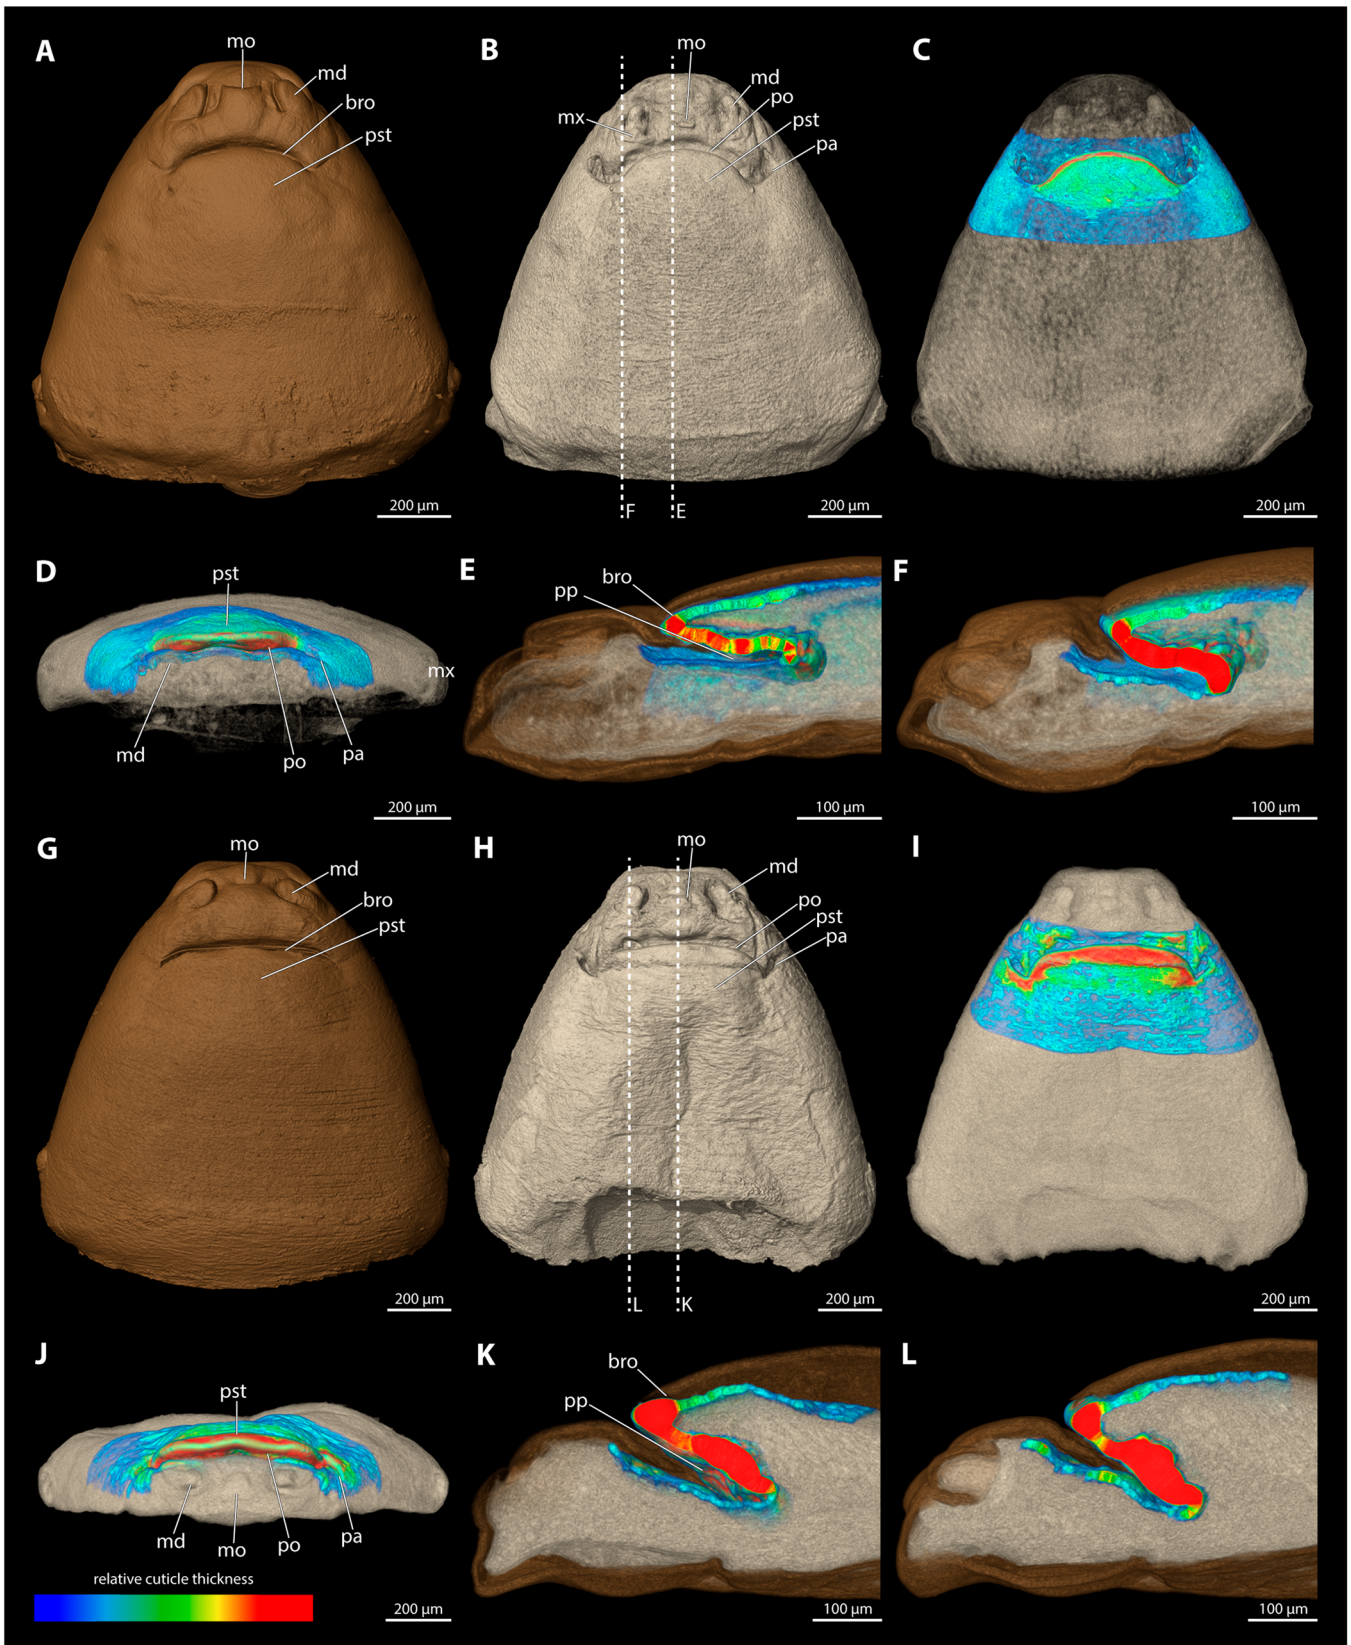 A
mo
md
bro
pst
200 µm
B
mo
md
po
mx
pst
pa
F
E
200 µm
C
200 µm
D
pst
mx
md
po
pa
200 µm
E
bro
pp
100 µm
F
100 µm
G
mo
md
bro
pst
200 µm
H
mo
md
po
pst
pa
L
K
200 µm
I
200 µm
J
pst
md
mo
po
pa
relative cuticle thickness
200 µm
K
bro
pp
100 µm
L
100 µm